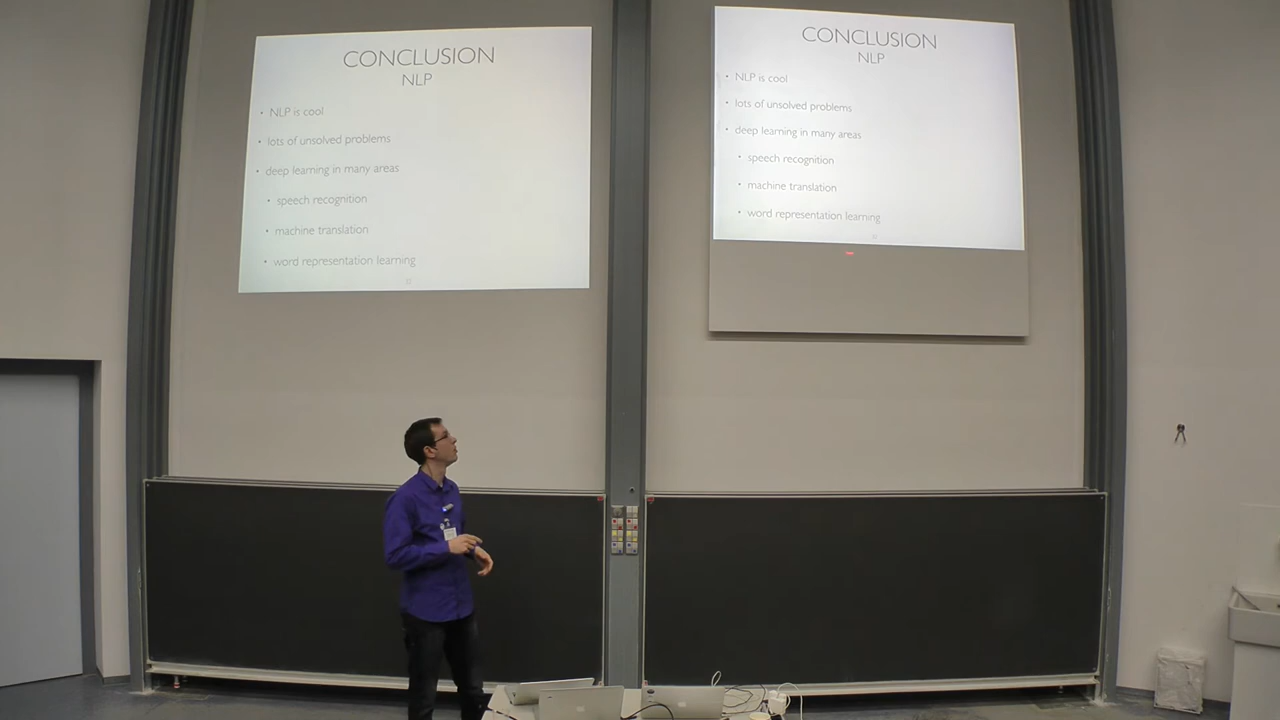 CONCLUSION
NLP
• NLP is cool
• lots of unsolved problems
• deep learning in many areas
• speech recognition
• machine translation
• word representation learning
CONCLUSION
NLP
• NLP is cool
• lots of unsolved problems
• deep learning in many areas
• speech recognition
• machine translation
• word representation learning